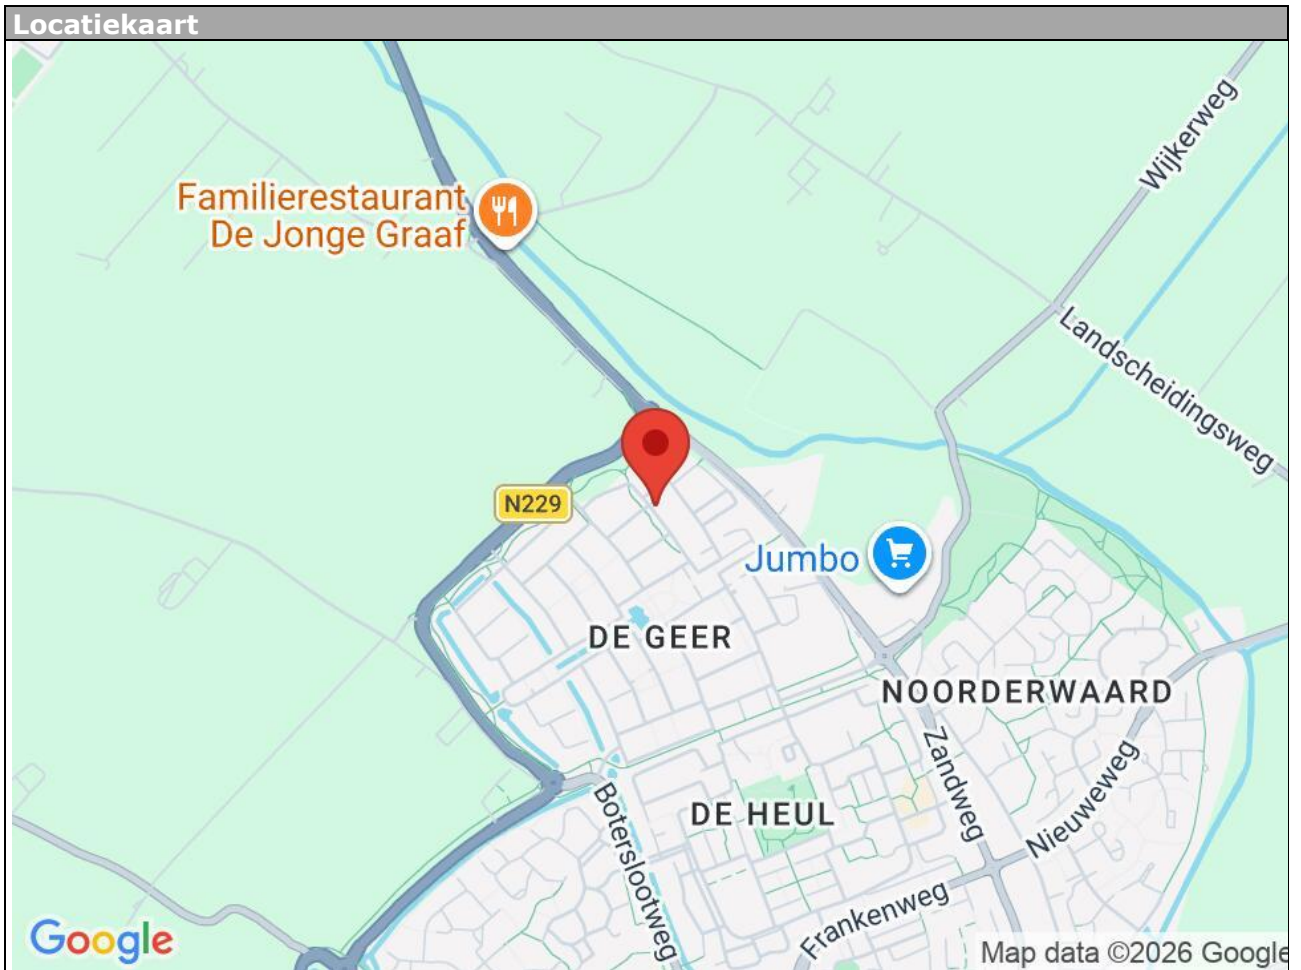 Locatiekaart
Wijkerweg
Familierestaurant
De Jonge Graaf
Landscheidingsweg
N229
Jumbo
DE GEER
NOORDERWAARD
Zandweg
Nieuweweg
DE HEUL
Boterslootweg
Frankenweg
Google
Map data ©2026 Google